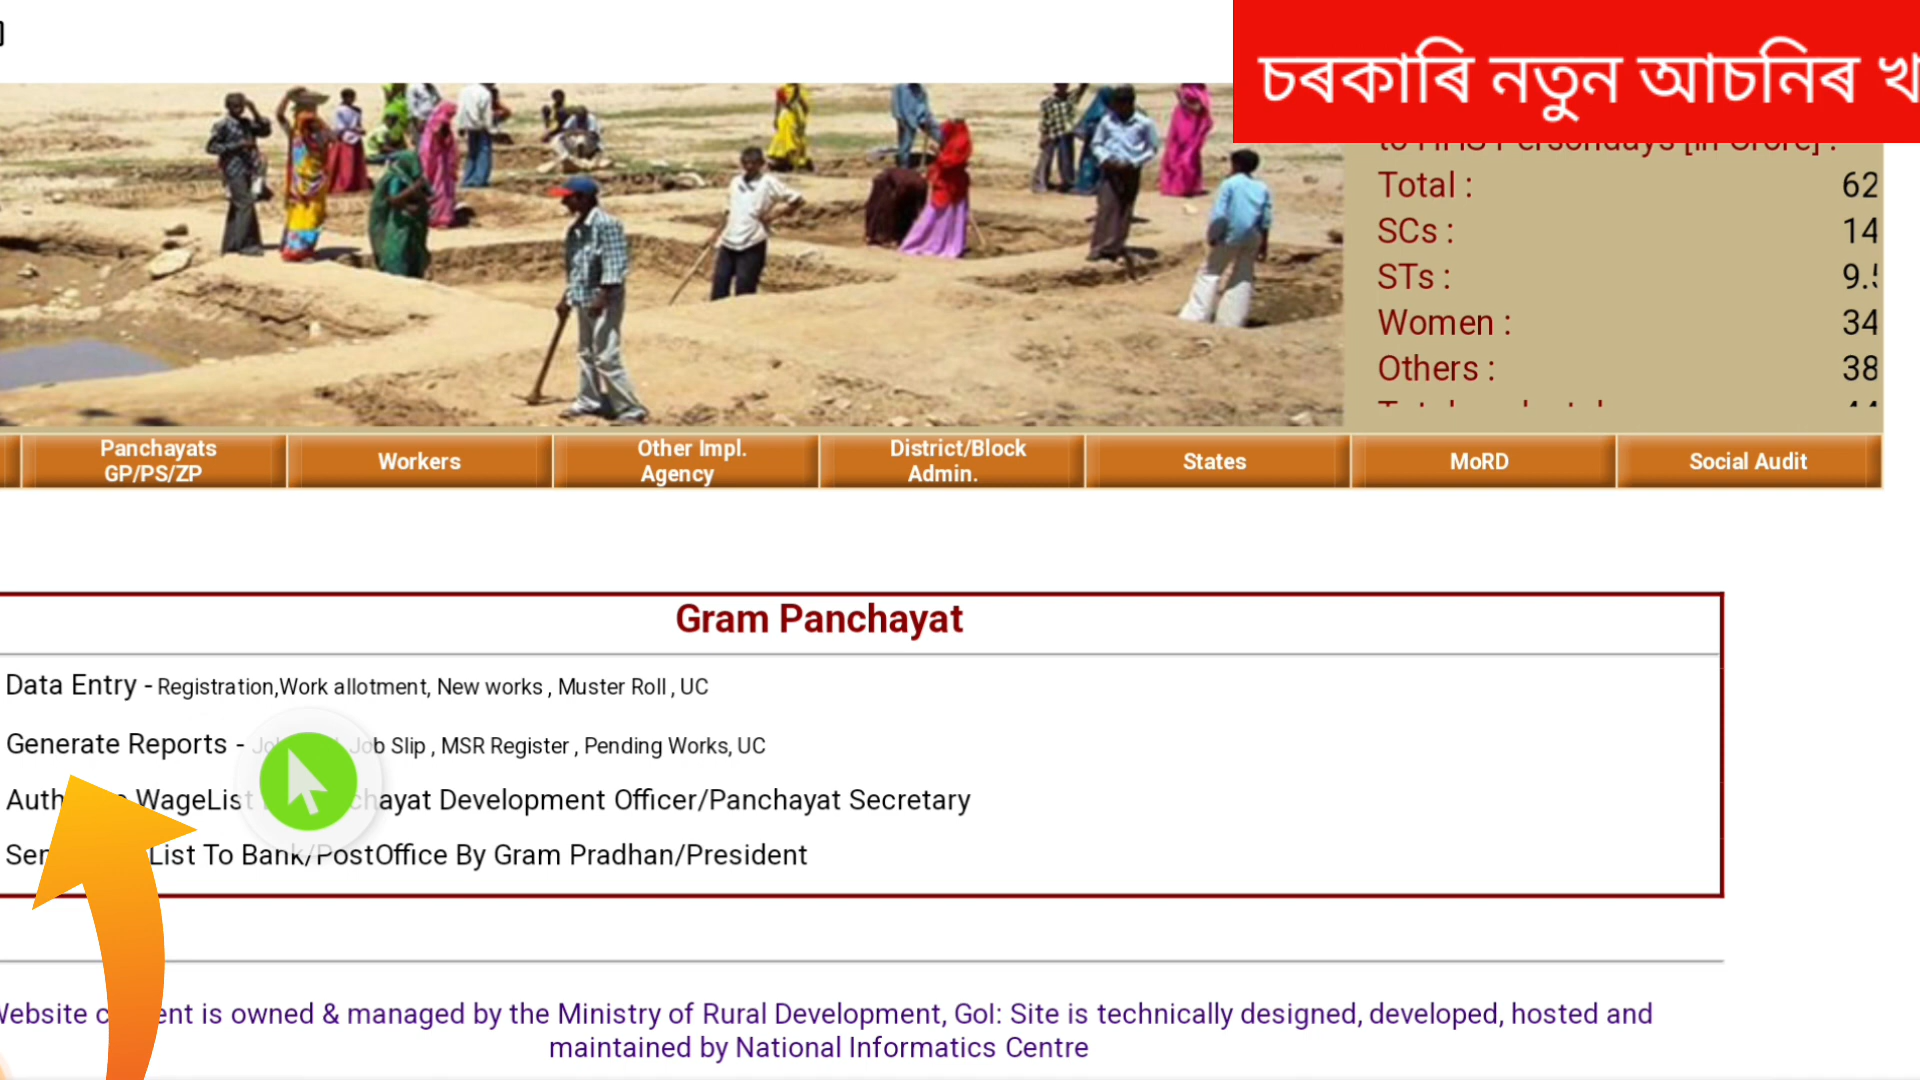 চৰকাৰি নতুন আচনিৰ
Total : 62
SCs : 14
STs :
Women : 34
Others : 38
Panchayats GP/PS/ZP
Workers
Other Impl. Agency
District/Block Admin.
States
MoRD
Social Audit
Gram Panchayat
Data Entry - Registration,Work allotment, New works , Muster Roll , UC
Generate Reports - Job Slip , MSR Register , Pending Works, UC
WageList Development Officer/Panchayat Secretary
List To Bank/PostOffice By Gram Pradhan/President
is owned & managed by the Ministry of Rural Development, GoI: Site is technically designed, developed, hosted and
maintained by National Informatics Centre